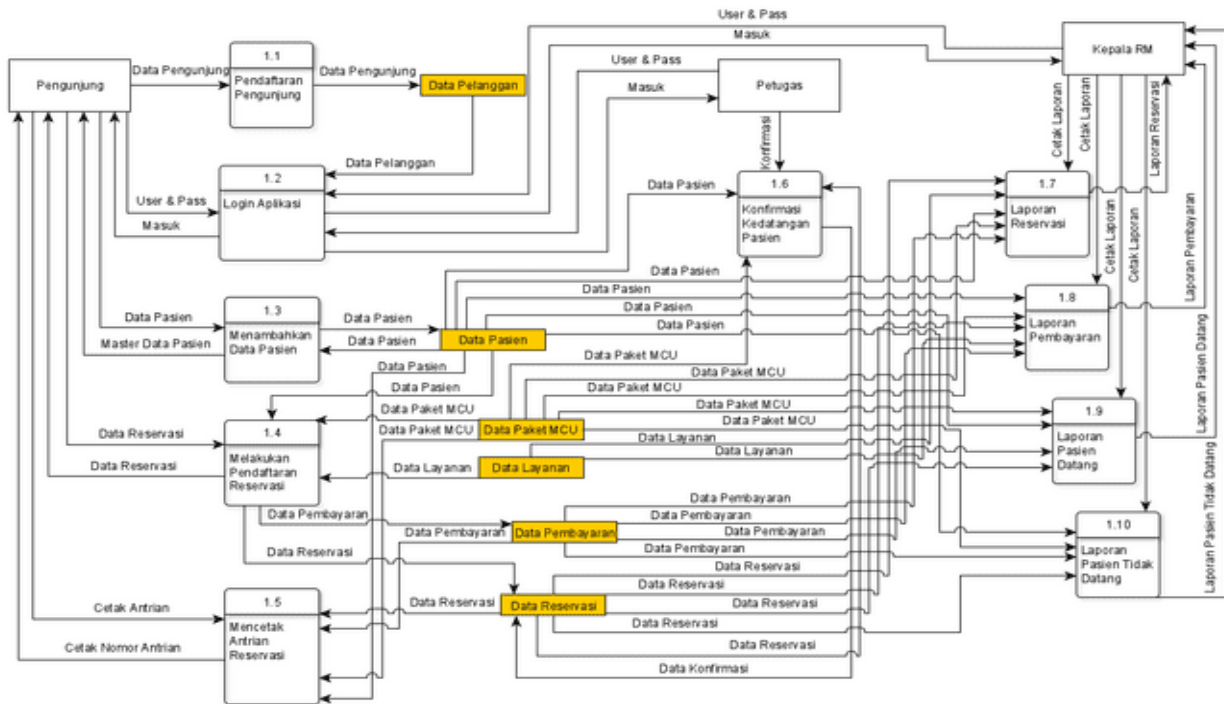 User & Pass
Masuk
Kepala RM
Pengunjung
Data Pengunjung
1.1
Pendaftaran
Pengunjung
Data Pengunjung
Data Pelanggan
User & Pass
Masuk
Petugas
Konfirmasi
Cetak Laporan
Cetak Laporan
Laporan Reservasi
Data Pelanggan
1.2
Login Aplikasi
User & Pass
Masuk
Data Pasien
1.6
Konfirmasi
Kedatangan
Pasien
1.7
Laporan
Reservasi
Cetak Laporan
Cetak Laporan
Laporan Pembayaran
Data Pasien
Data Pasien
Data Pasien
Data Pasien
1.3
Menambahkan
Data Pasien
Data Pasien
Master Data Pasien
Data Pasien
Data Pasien
Data Pasien
1.8
Laporan
Pembayaran
Laporan Pasien Datang
Data Pasien
Data Pasien
Data Paket MCU
Data Paket MCU
Data Paket MCU
Data Paket MCU
Data Paket MCU
Data Paket MCU
Data Paket MCU
1.4
Melakukan
Pendaftaran
Reservasi
Data Reservasi
Data Reservasi
Data Layanan
Data Layanan
Data Layanan
Data Layanan
1.9
Laporan
Pasien
Datang
Laporan Pasien Tidak Datang
Data Pembayaran
Data Pembayaran
Data Pembayaran
Data Pembayaran
Data Pembayaran
Data Pembayaran
Data Pembayaran
1.10
Laporan
Pasien Tidak
Datang
Data Reservasi
Data Reservasi
Data Reservasi
Data Reservasi
Data Reservasi
Data Reservasi
Data Reservasi
Data Reservasi
Data Konfirmasi
Cetak Antrian
Cetak Nomor Antrian
1.5
Mencetak
Antrian
Reservasi